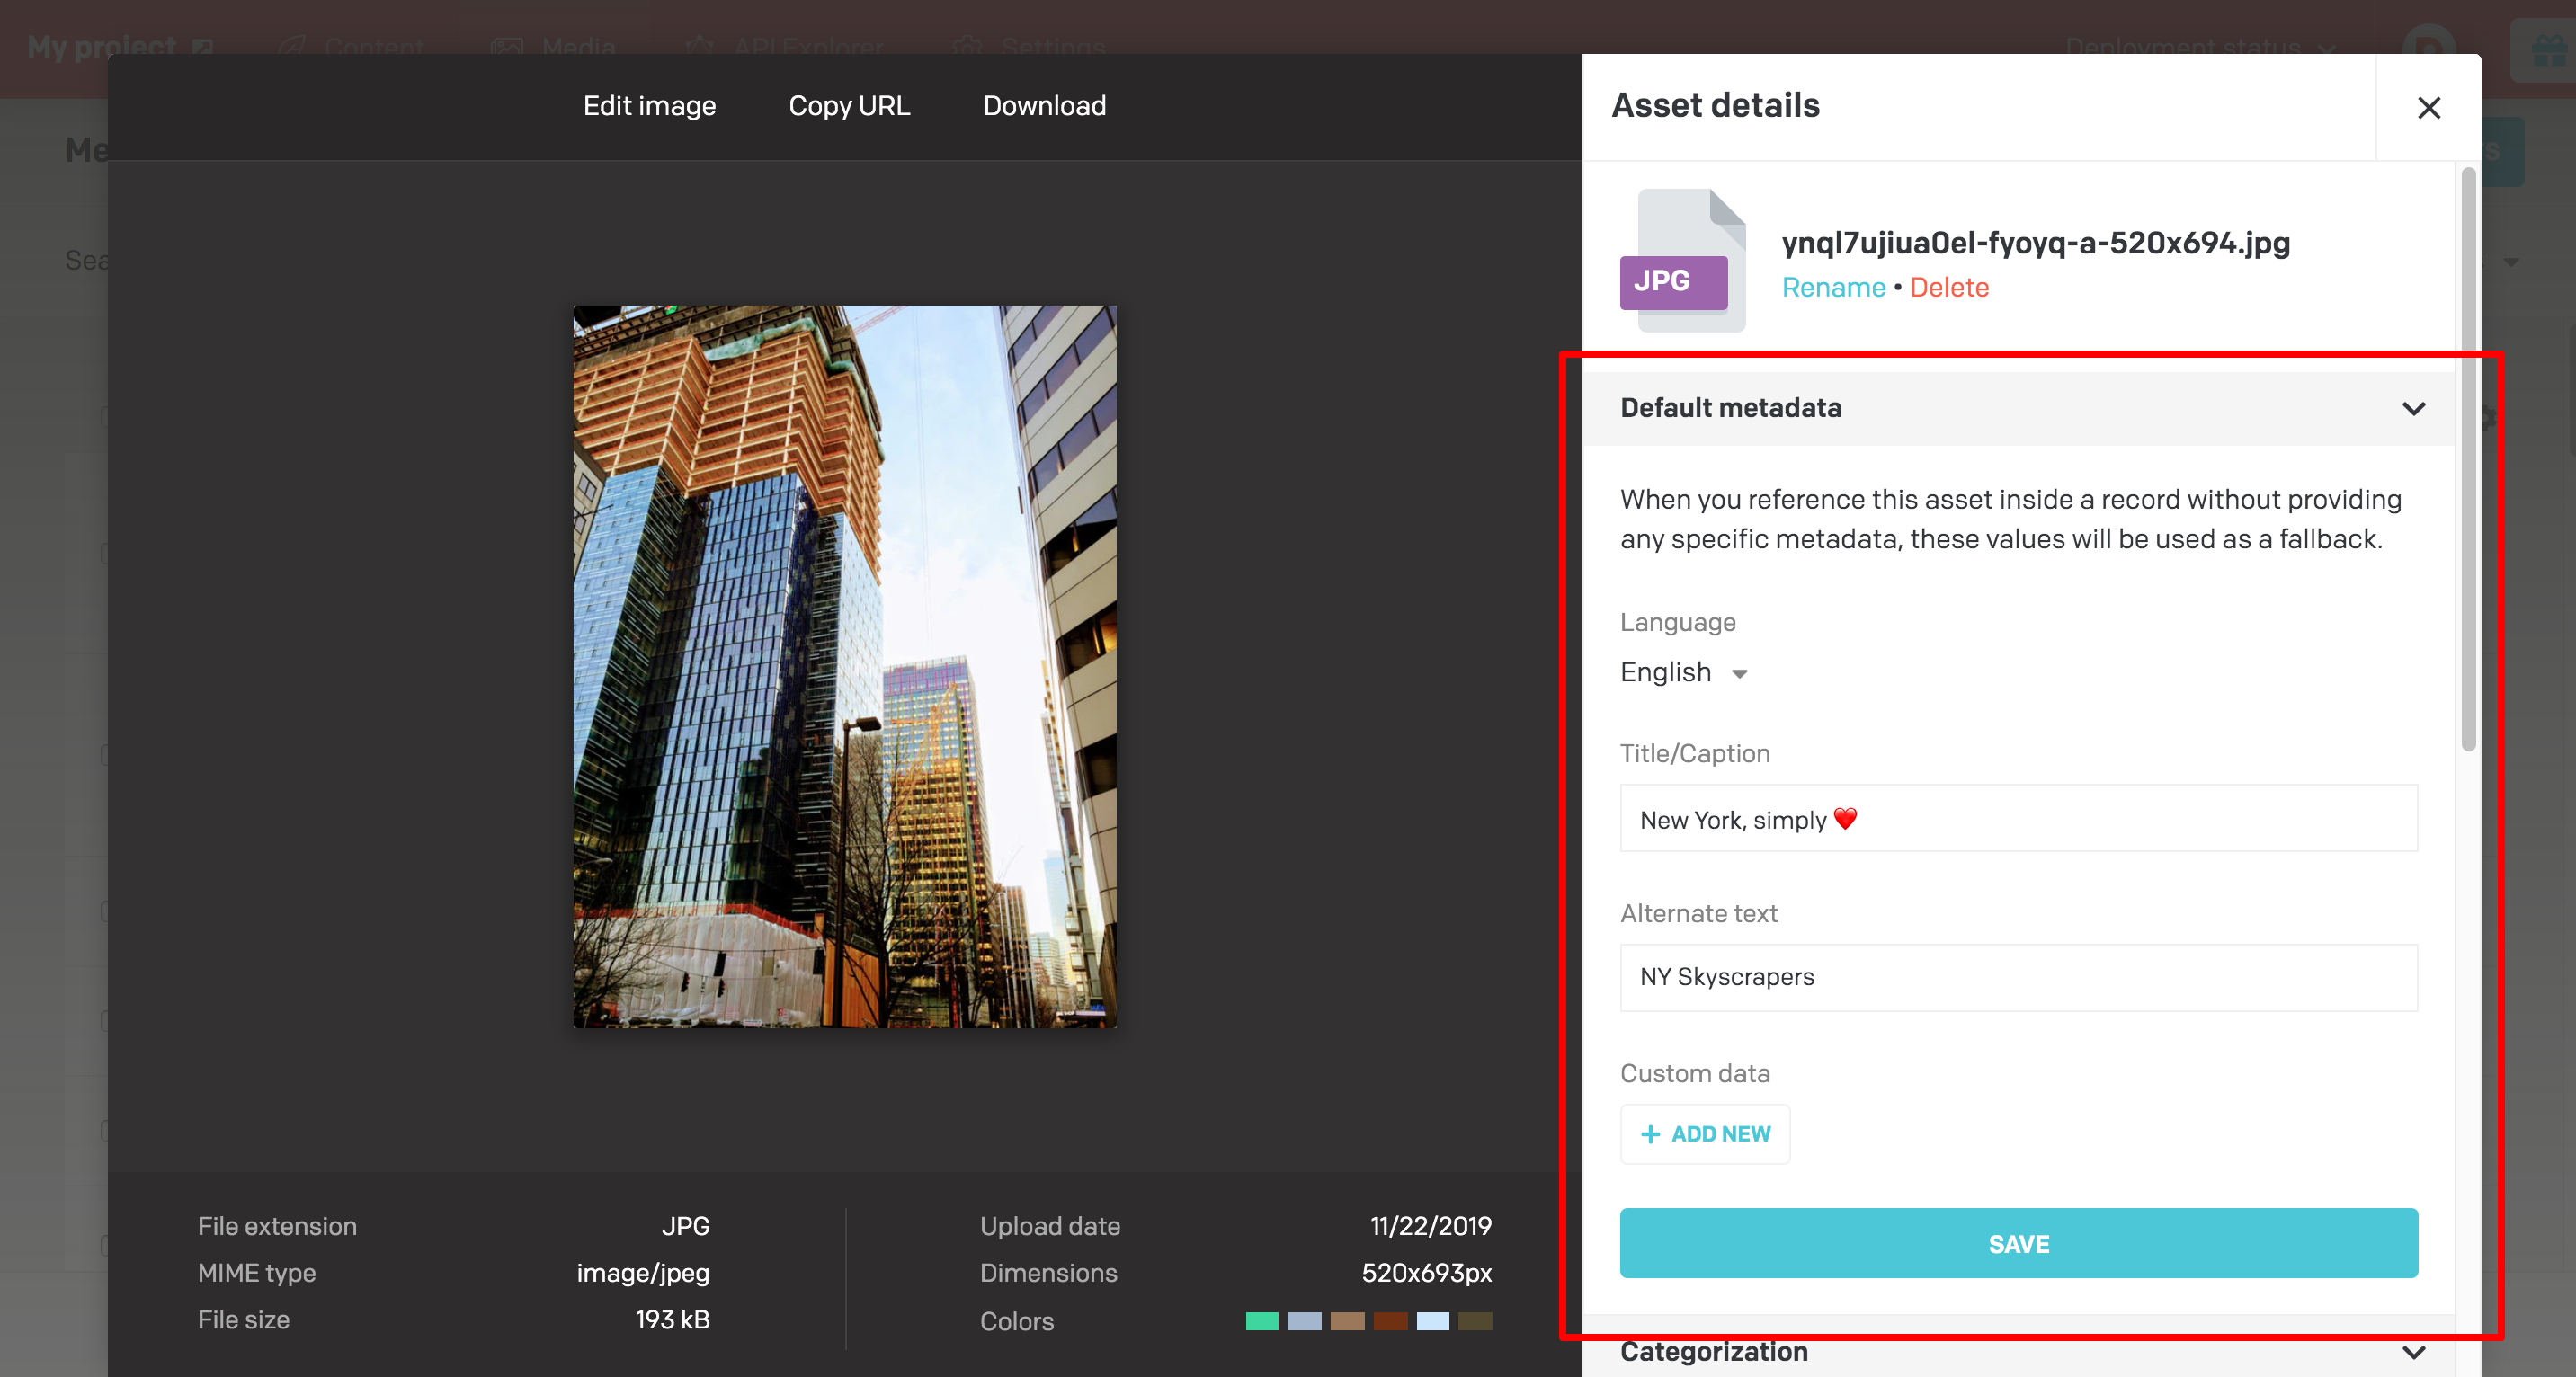 My project Content Media API Explorer Settings Deployment status
Edit image Copy URL Download
Asset details
Me
Sea
JPG
ynql7ujiua0el-fyoyq-a-520x694.jpg
Rename • Delete
Default metadata
When you reference this asset inside a record without providing
any specific metadata, these values will be used as a fallback.
Language
English
Title/Caption
New York, simply ❤️
Alternate text
NY Skyscrapers
Custom data
+ ADD NEW
SAVE
Categorization
File extension JPG
MIME type image/jpeg
File size 193 kB
Upload date 11/22/2019
Dimensions 520x693px
Colors